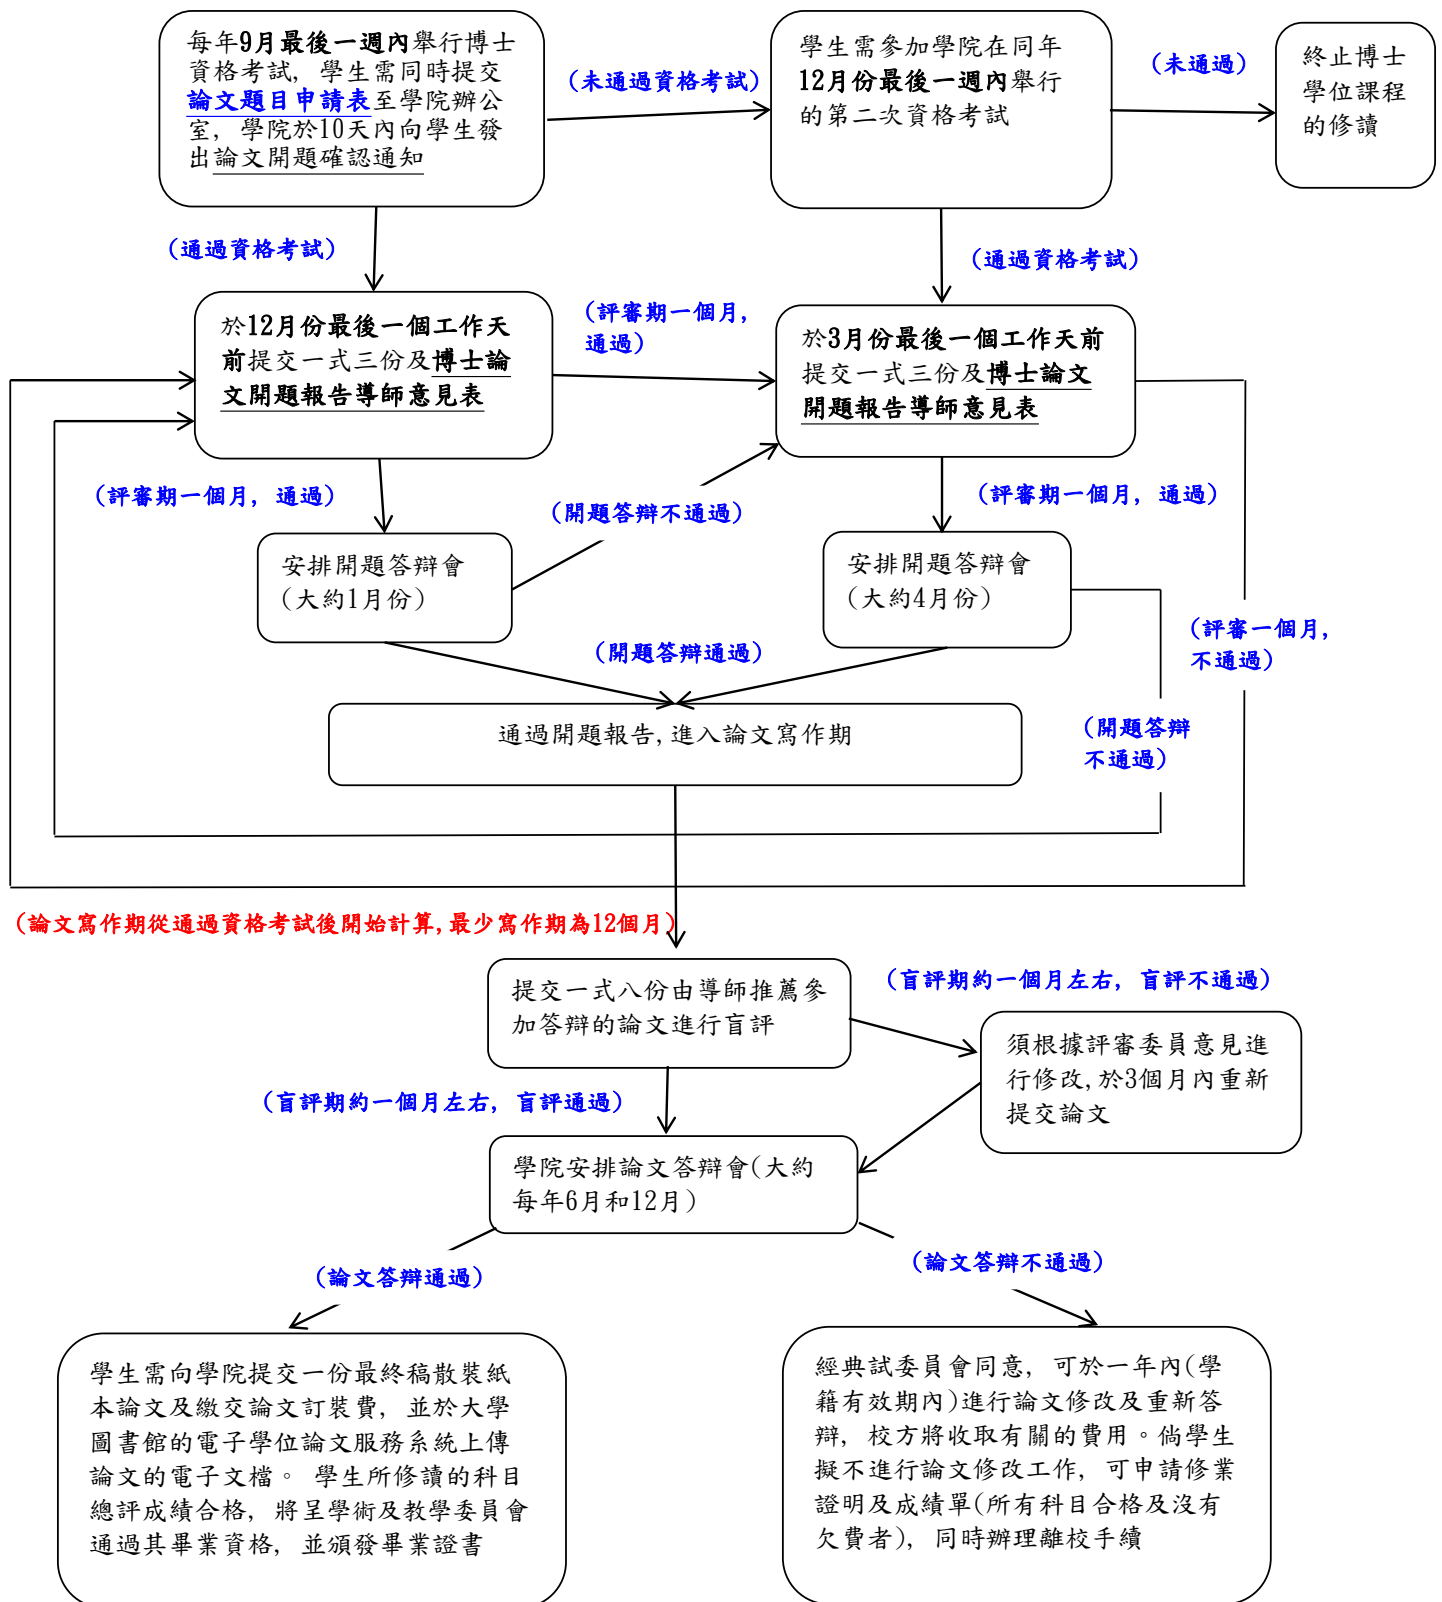 每年9月最後一週內舉行博士
資格考試, 學生需同時提交
論文題目申請表至學院辦公
室, 學院於10天內向學生發
出論文開題確認通知
(未通過資格考試)
學生需參加學院在同年
12月份最後一週內舉行
的第二次資格考試
(未通過)
終止博士
學位課程
的修讀
(通過資格考試)
(通過資格考試)
於12月份最後一個工作天
前提交一式三份及博士論
文開題報告導師意見表
(評審期一個月,
通過)
於3月份最後一個工作天前
提交一式三份及博士論文
開題報告導師意見表
(評審期一個月, 通過)
(開題答辯不通過)
(評審期一個月, 通過)
安排開題答辯會
(大約1月份)
安排開題答辯會
(大約4月份)
(評審一個月,
不通過)
(開題答辯通過)
通過開題報告,進入論文寫作期
(開題答辯
不通過)
(論文寫作期從通過資格考試後開始計算,最少寫作期為12個月)
提交一式八份由導師推薦參
加答辯的論文進行盲評
(盲評期約一個月左右, 盲評不通過)
須根據評審委員意見進
行修改,於3個月內重新
提交論文
(盲評期約一個月左右, 盲評通過)
學院安排論文答辯會(大約
每年6月和12月)
(論文答辯通過)
(論文答辯不通過)
學生需向學院提交一份最終稿散裝紙
本論文及繳交論文訂裝費, 並於大學
圖書館的電子學位論文服務系統上傳
論文的電子文檔。 學生所修讀的科目
總評成績合格, 將呈學術及教學委員會
通過其畢業資格, 並頒發畢業證書
經典試委員會同意, 可於一年內(學
籍有效期內)進行論文修改及重新答
辯, 校方將收取有關的費用。倘學生
擬不進行論文修改工作, 可申請修業
證明及成績單(所有科目合格及沒有
欠費者), 同時辦理離校手續